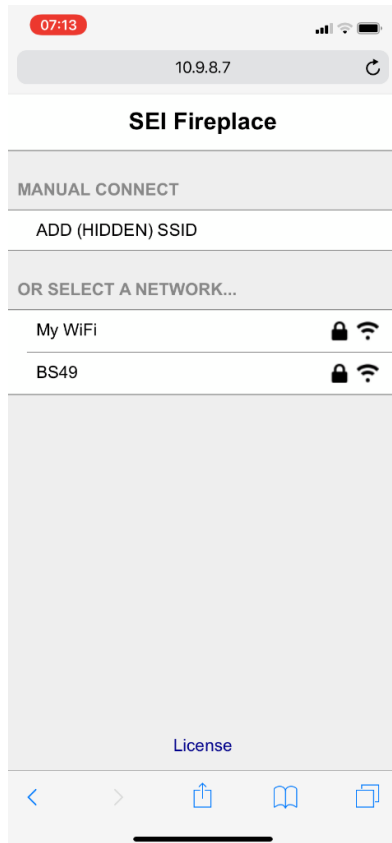 07:13
10.9.8.7
SEI Fireplace
MANUAL CONNECT
ADD (HIDDEN) SSID
OR SELECT A NETWORK...
My WiFi
BS49
License